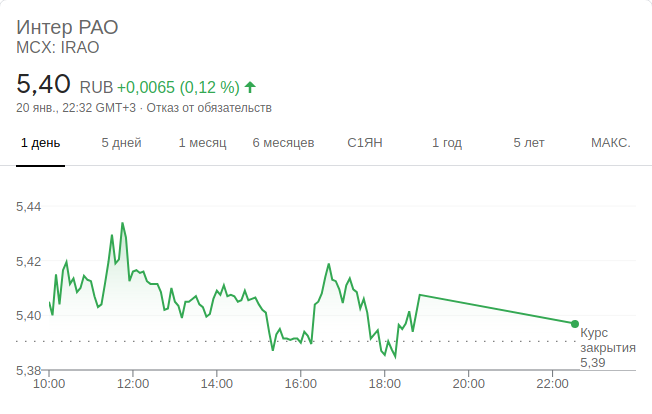 Интер РАО
MCX: IRAO
5,40 RUB +0,0065 (0,12 %)
20 янв., 22:32 GMT+3 · Отказ от обязательств
1 день 5 дней 1 месяц 6 месяцев С1ЯН 1 год 5 лет МАКС.
5,44
5,42
5,40
Курс
закрытия
5,39
5,38
10:00 12:00 14:00 16:00 18:00 20:00 22:00